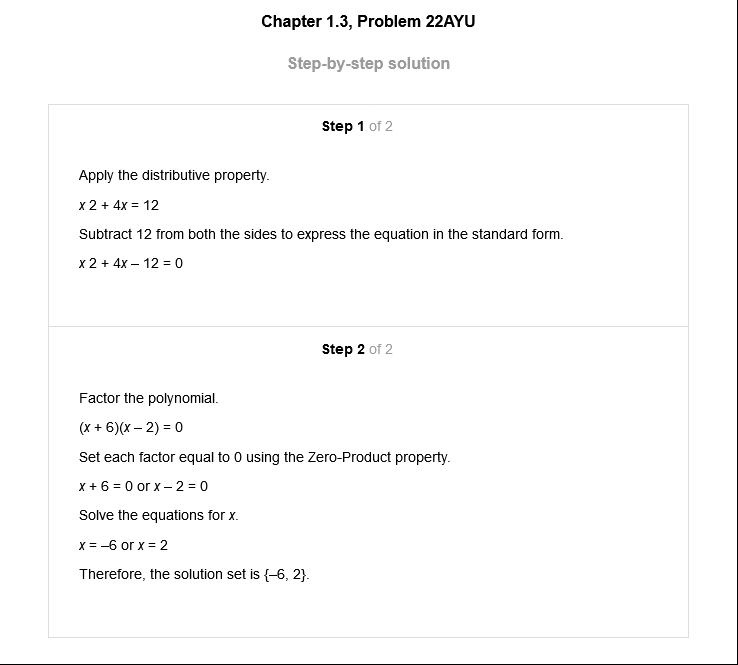 Chapter 1.3, Problem 22AYU
Step-by-step solution
Step 1 of 2
Apply the distributive property.
x 2 + 4x = 12
Subtract 12 from both the sides to express the equation in the standard form.
x 2 + 4x – 12 = 0
Step 2 of 2
Factor the polynomial.
(x + 6)(x – 2) = 0
Set each factor equal to 0 using the Zero-Product property.
x + 6 = 0 or x – 2 = 0
Solve the equations for x.
x = –6 or x = 2
Therefore, the solution set is {–6, 2}.